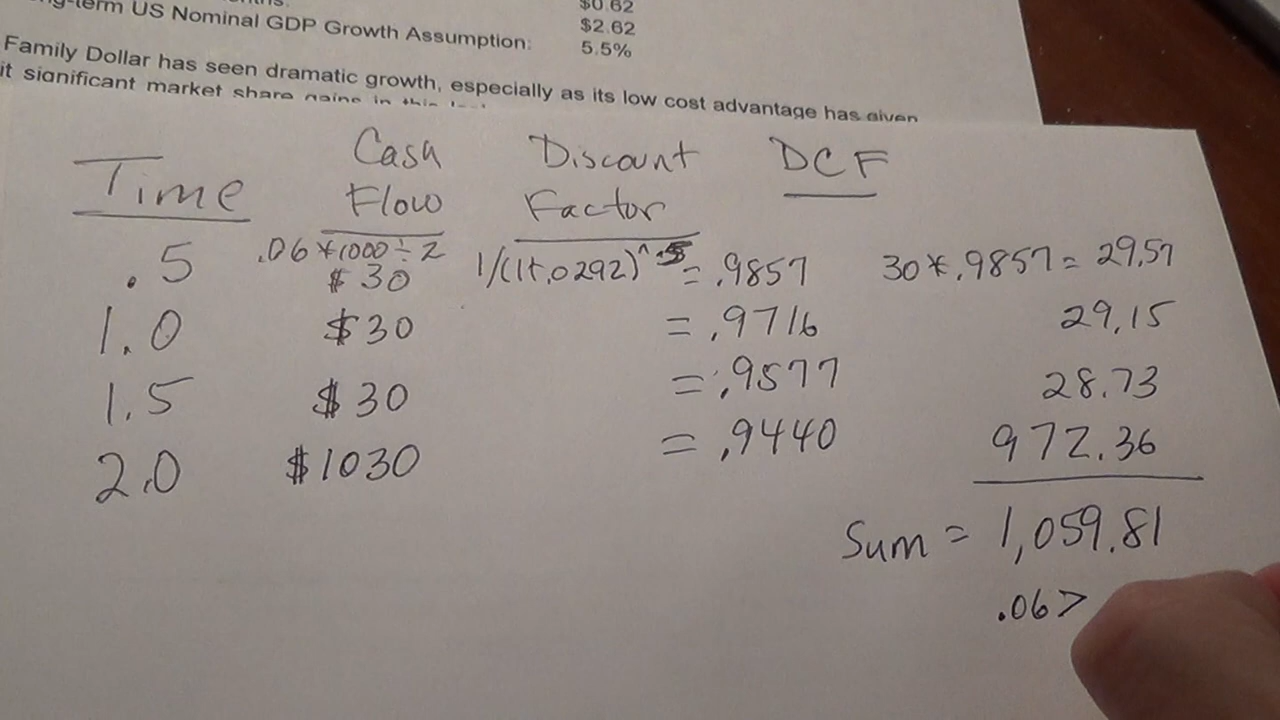 $0.62
-term US Nominal GDP Growth Assumption: $2.62
5.5%
Family Dollar has seen dramatic growth, especially as its low cost advantage has given
it significant market share gains in this
Time Cash Flow Discount Factor DCF
.5 .06*1000÷2 $30 1/(1+.0292)^.5 = .9857 30*.9857 = 29.57
1.0 $30 = .9716 29.15
1.5 $30 = .9577 28.73
2.0 $1030 = .9440 972.36
Sum = 1,059.81
.06>